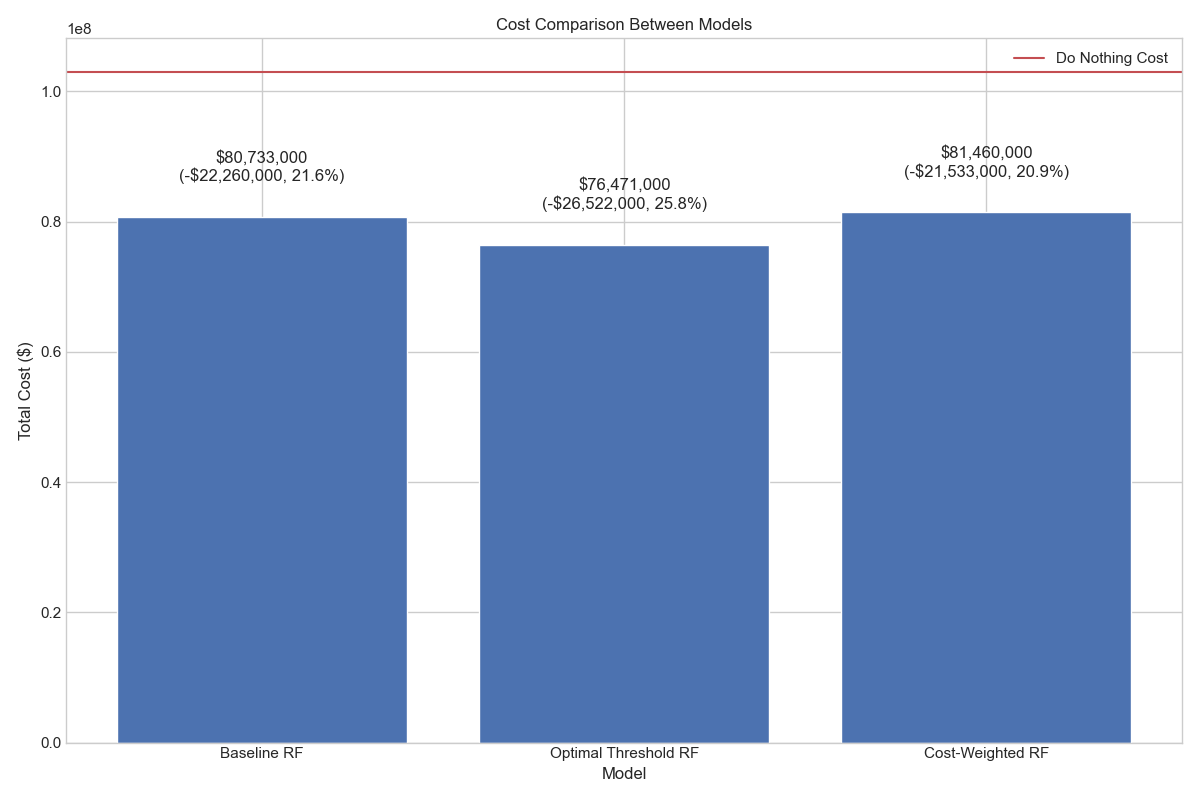 Cost Comparison Between Models
1e8
Do Nothing Cost
1.0
0.8
0.6
0.4
0.2
0.0
Total Cost ($)
$80,733,000
(-$22,260,000, 21.6%)
$76,471,000
(-$26,522,000, 25.8%)
$81,460,000
(-$21,533,000, 20.9%)
Baseline RF
Optimal Threshold RF
Cost-Weighted RF
Model